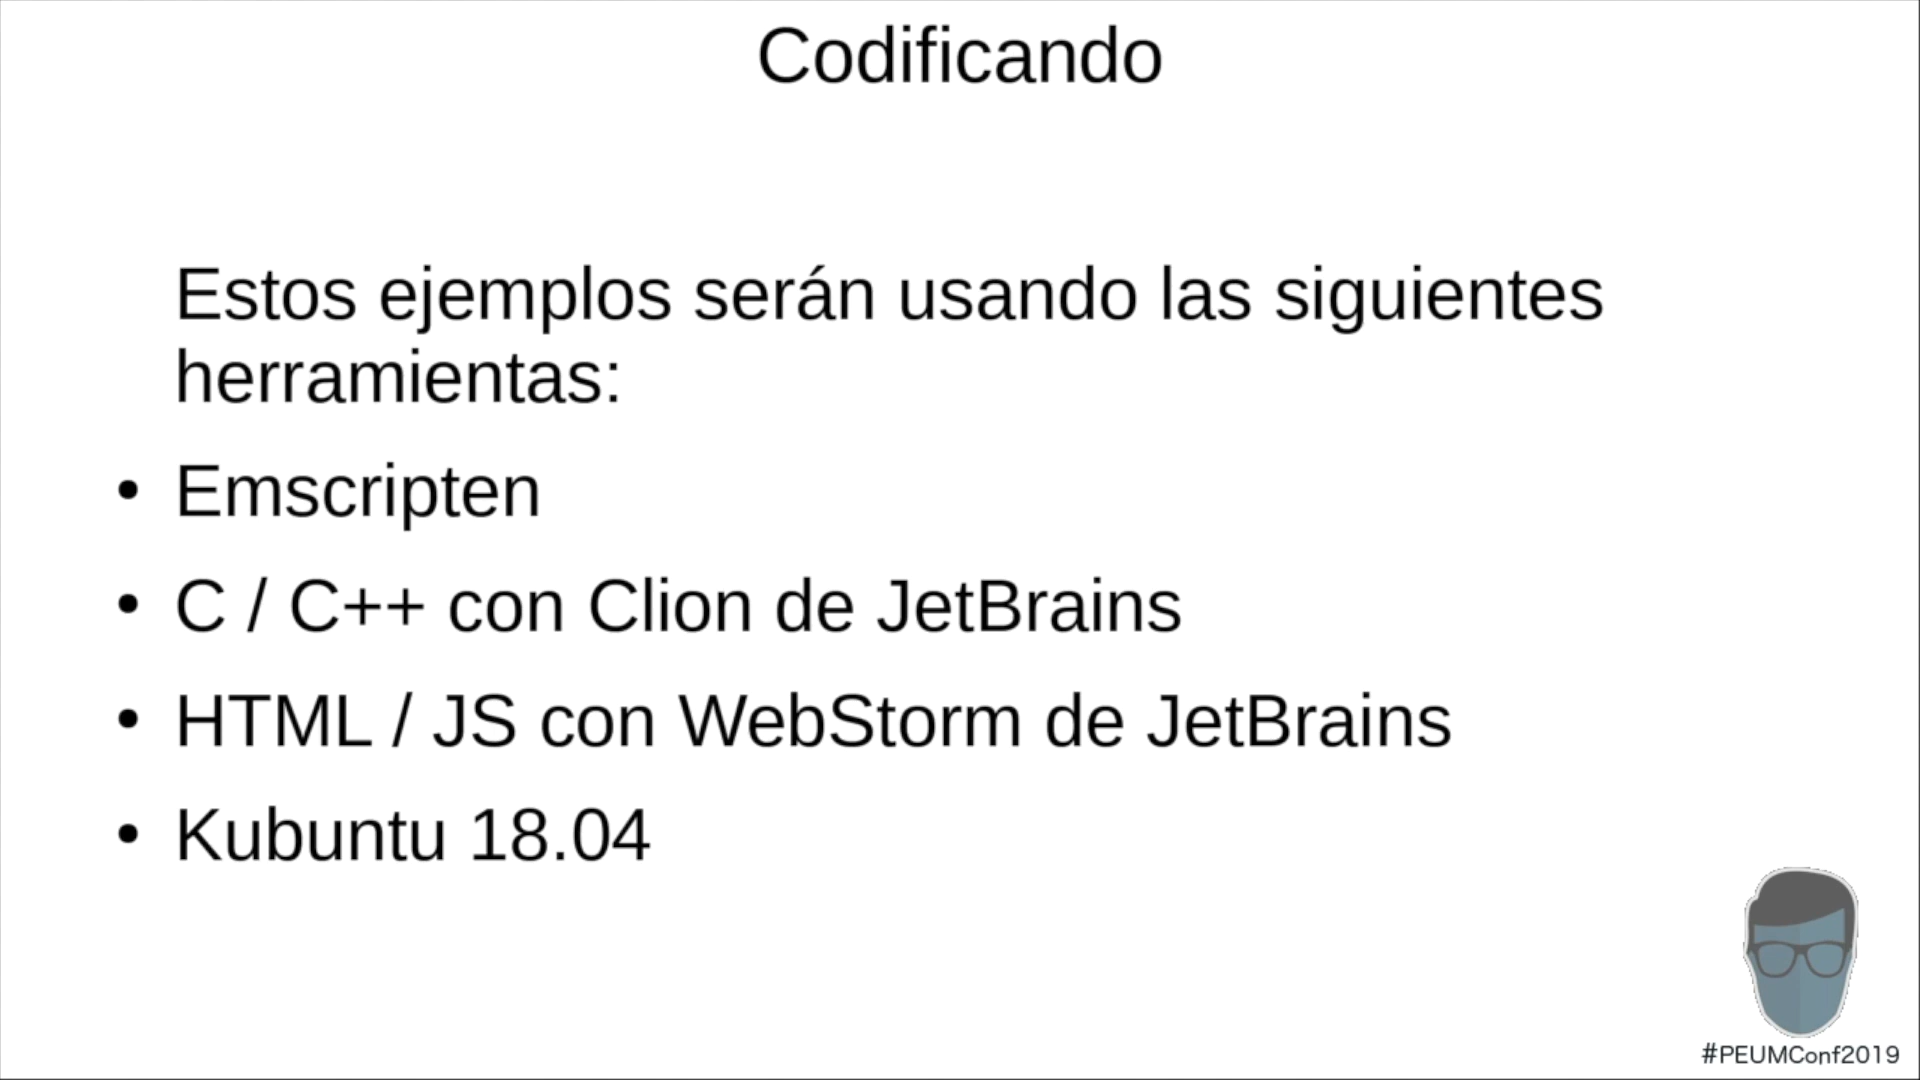 Codificando
Estos ejemplos serán usando las siguientes
herramientas:
• Emscripten
• C / C++ con Clion de JetBrains
• HTML / JS con WebStorm de JetBrains
• Kubuntu 18.04
#PEUMConf2019